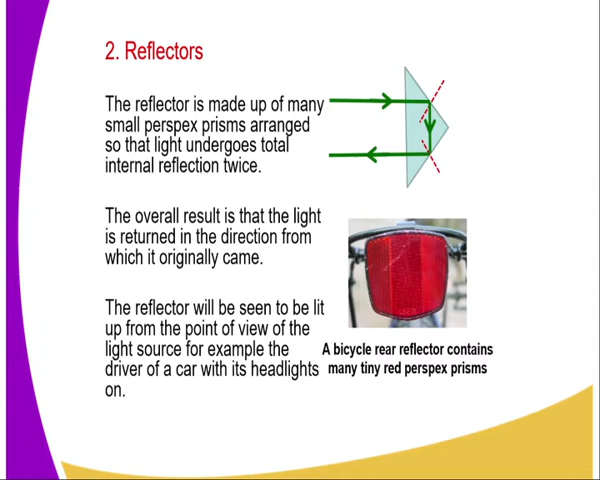 2. Reflectors
The reflector is made up of many
small perspex prisms arranged
so that light undergoes total
internal reflection twice.
The overall result is that the light
is returned in the direction from
which it originally came.
The reflector will be seen to be lit
up from the point of view of the
light source for example the
driver of a car with its headlights
on.
A bicycle rear reflector contains
many tiny red perspex prisms